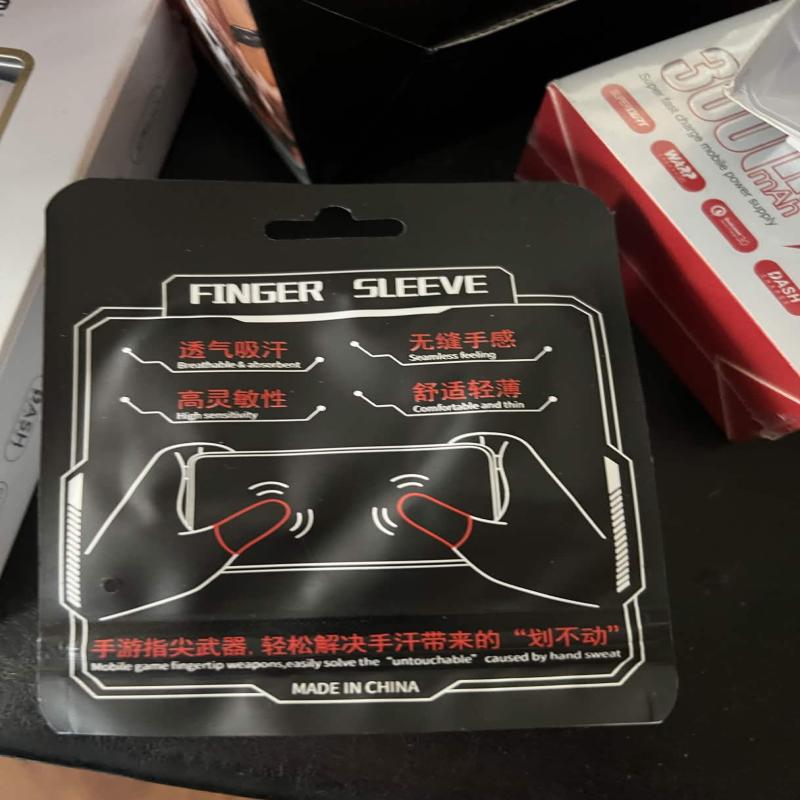 FINGER SLEEVE
透气吸汗
Breathable & absorbent
无缝手感
Seamless feeling
高灵敏性
High sensitivity
舒适轻薄
Comfortable and thin
手游指尖武器, 轻松解决手汗带来的“划不动”
Mobile game fingertip weapons,easily solve the "untouchable" caused by hand sweat
MADE IN CHINA
mAh
Super fast charge mobile power supply
WARP
DASH
DASH